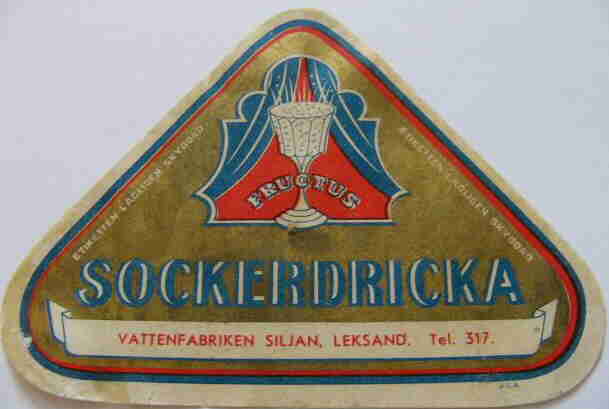 ETIKETTEN LAGLIGEN SKYDDAD
ETIKETTEN LAGLIGEN SKYDDAD
FRUCTUS
SOCKERDRICKA
VATTENFABRIKEN SILJAN, LEKSAND. Tel. 317.